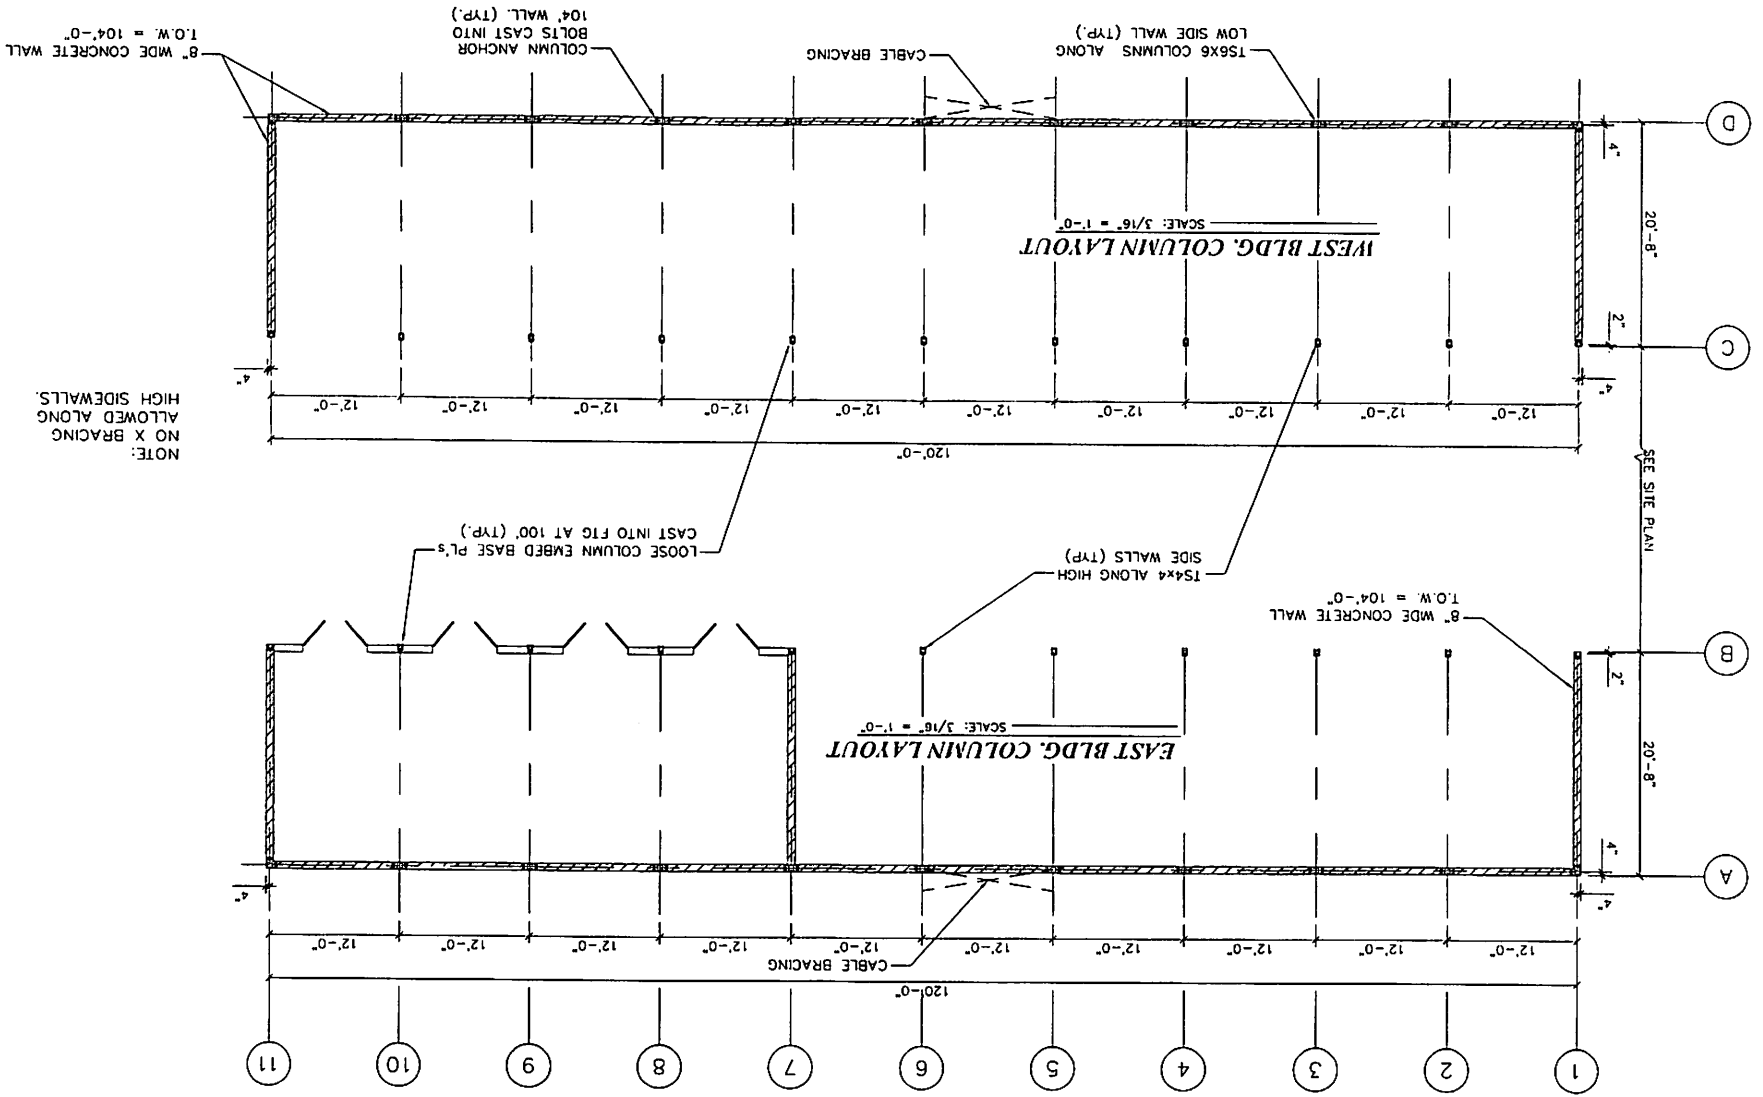 1
2
3
4
5
6
7
8
9
10
11
120'-0"
CABLE BRACING
12'-0"
12'-0"
12'-0"
12'-0"
12'-0"
12'-0"
12'-0"
12'-0"
12'-0"
12'-0"
4"
4"
A
4"
20'-8"
EAST BLDG. COLUMN LAYOUT
SCALE: 3/16" = 1'-0"
2"
B
8" WIDE CONCRETE WALL
T.O.W. = 104'-0"
TS4x4 ALONG HIGH
SIDE WALLS (TYP)
LOOSE COLUMN EMBED BASE PL's
CAST INTO FTG AT 100' (TYP.)
SEE SITE PLAN
120'-0"
NOTE:
NO X BRACING
ALLOWED ALONG
HIGH SIDEWALLS.
12'-0"
12'-0"
12'-0"
12'-0"
12'-0"
12'-0"
12'-0"
12'-0"
12'-0"
12'-0"
4"
4"
C
2"
20'-8"
WEST BLDG. COLUMN LAYOUT
SCALE: 3/16" = 1'-0"
4"
D
TS6X6 COLUMNS ALONG
LOW SIDE WALL (TYP.)
CABLE BRACING
COLUMN ANCHOR
BOLTS CAST INTO
104' WALL. (TYP.)
8" WIDE CONCRETE WALL
T.O.W. = 104'-0"